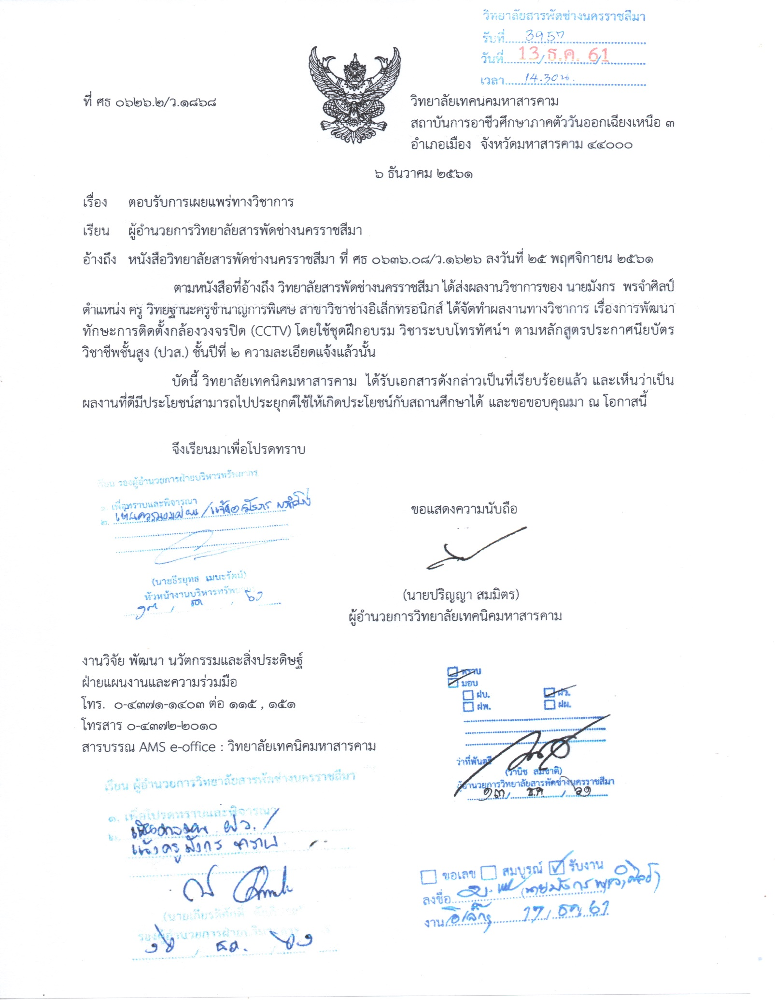 วิทยาลัยสารพัดช่างนครราชสีมา
รับที่ 3957
วันที่ 13 ธ.ค. 61
เวลา 14.30 น.
ที่ ศธ ๐๖๒๖.๒/ว.๑๘๖๘
วิทยาลัยเทคนิคมหาสารคาม
สถาบันการอาชีวศึกษาภาคตัววันออกเฉียงเหนือ ๓
อำเภอเมือง จังหวัดมหาสารคาม ๔๔๐๐๐
๖ ธันวาคม ๒๕๖๑
เรื่อง ตอบรับการเผยแพร่ทางวิชาการ
เรียน ผู้อำนวยการวิทยาลัยสารพัดช่างนครราชสีมา
อ้างถึง หนังสือวิทยาลัยสารพัดช่างนครราชสีมา ที่ ศธ ๐๖๓๖.๐๘/ว.๑๖๒๖ ลงวันที่ ๒๕ พฤศจิกายน ๒๕๖๑
ตามหนังสือที่อ้างถึง วิทยาลัยสารพัดช่างนครราชสีมา ได้ส่งผลงานวิชาการของ นายมังกร พรจำศิลป์
ตำแหน่ง ครู วิทยฐานะครูชำนาญการพิเศษ สาขาวิชาช่างอิเล็กทรอนิกส์ ได้จัดทำผลงานทางวิชาการ เรื่องการพัฒนา
ทักษะการติดตั้งกล้องวงจรปิด (CCTV) โดยใช้ชุดฝึกอบรม วิชาระบบโทรทัศน์ฯ ตามหลักสูตรประกาศนียบัตร
วิชาชีพชั้นสูง (ปวส.) ชั้นปีที่ ๒ ความละเอียดแจ้งแล้วนั้น
บัดนี้ วิทยาลัยเทคนิคมหาสารคาม ได้รับเอกสารดังกล่าวเป็นที่เรียบร้อยแล้ว และเห็นว่าเป็น
ผลงานที่ดีมีประโยชน์สามารถไปประยุกต์ใช้ให้เกิดประโยชน์กับสถานศึกษาได้ และขอขอบคุณมา ณ โอกาสนี้
จึงเรียนมาเพื่อโปรดทราบ
เรียน รองผู้อำนวยการฝ่ายบริหารทรัพยากร
๑. เพื่อทราบและพิจารณา
๒.
(นายธีรยุทธ เมนะรัตน์)
หัวหน้างานบริหารทรัพยากร
๑๓ / ธค / ๖๑
ขอแสดงความนับถือ
(นายปริญญา สมมิตร)
ผู้อำนวยการวิทยาลัยเทคนิคมหาสารคาม
งานวิจัย พัฒนา นวัตกรรมและสิ่งประดิษฐ์
ฝ่ายแผนงานและความร่วมมือ
โทร. ๐-๔๓๗๑-๑๔๐๓ ต่อ ๑๑๕ , ๑๕๑
โทรสาร ๐-๔๓๗๒-๒๐๑๐
สารบรรณ AMS e-office : วิทยาลัยเทคนิคมหาสารคาม
ทราบ
มอบ
ฝบ. ฝว.
ฝพ. ฝผ.
ว่าที่พันตรี
(วานิช สมชาติ)
ผู้อำนวยการวิทยาลัยสารพัดช่างนครราชสีมา
๑๓ / ธ.ค. / ๖๑
เรียน ผู้อำนวยการวิทยาลัยสารพัดช่างนครราชสีมา
๑. เพื่อโปรดทราบและพิจารณา
๒. ฝว. /
แจ้งครูมังกร ทราบ
(นายเกียรติศักดิ์
รองผู้อำนวยการฝ่าย
ธ.ค. ๖๑
ขอเลข สมบูรณ์ รับงาน
ลงชื่อ (นายมังกร พรจำศิลป์)
งาน 17 / ธค / 61